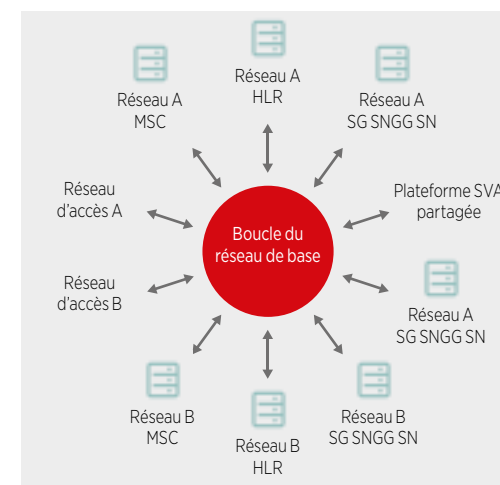 Réseau A
HLR
Réseau A
MSC
Réseau A
SG SNGG SN
Réseau
d'accès A
Plateforme SVA
partagée
Boucle du
réseau de base
Réseau
d'accès B
Réseau A
SG SNGG SN
Réseau B
MSC
Réseau B
HLR
Réseau B
SG SNGG SN